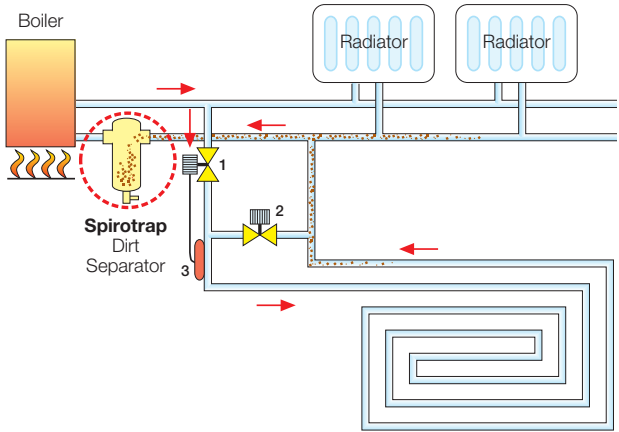 Boiler
Radiator
Radiator
1
2
Spirotrap
Dirt
Separator
3